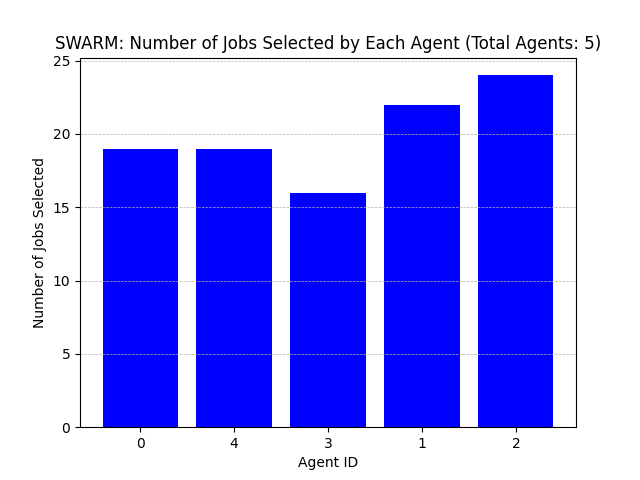 SWARM: Number of Jobs Selected by Each Agent (Total Agents: 5)
25
20
15
10
5
0
Number of Jobs Selected
0 4 3 1 2
Agent ID